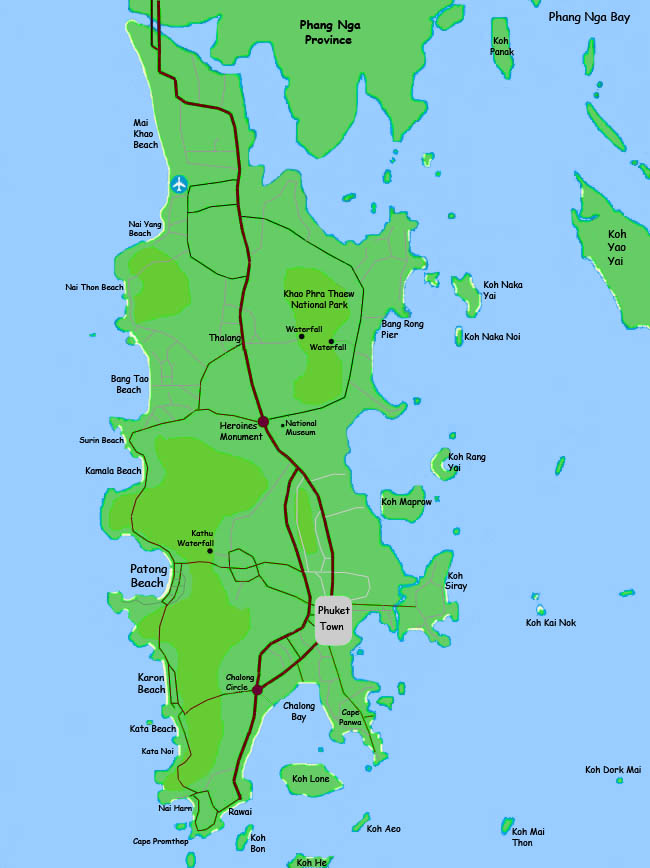 Phang Nga Bay
Phang Nga
Province
Koh
Panak
Mai
Khao
Beach
Nai Yang
Beach
Koh
Yao
Yai
Nai Thon Beach
Koh Naka
Yai
Khao Phra Thaew
National Park
Waterfall
Waterfall
Bang Rong
Pier
Koh Naka Noi
Thalang
Bang Tao
Beach
Heroines
Monument
National
Museum
Surin Beach
Kamala Beach
Koh Rang
Yai
Koh Maprow
Kathu
Waterfall
Patong
Beach
Koh
Siray
Phuket
Town
Koh Kai Nok
Karon
Beach
Chalong
Circle
Chalong
Bay
Cape
Panwa
Kata Beach
Kata Noi
Koh Lone
Koh Dork Mai
Nai Harn
Rawai
Cape Promthep
Koh
Bon
Koh Aeo
Koh Mai
Thon
Koh He